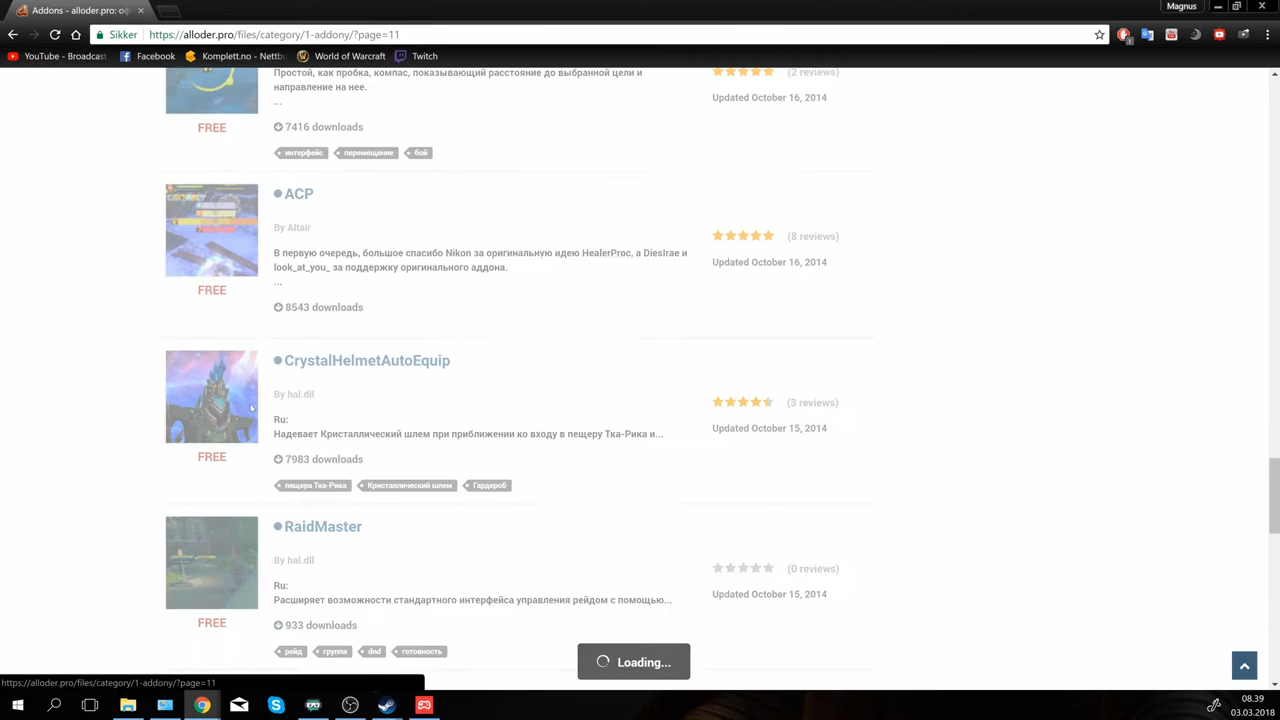 Addons - alloder.pro: оф
Magnus
Sikker https://alloder.pro/files/category/1-addony/?page=11
YouTube - Broadcast Facebook Komplett.no - Nettbu World of Warcraft Twitch
Простой, как пробка, компас, показывающий расстояние до выбранной цели и
направление на нее.
...
(2 reviews)
Updated October 16, 2014
FREE
7416 downloads
интерфейс перемещение бой
ACP
By Altair
В первую очередь, большое спасибо Nikon за оригинальную идею HealerProc, а DiesIrae и
look_at_you_ за поддержку оригинального аддона.
...
(8 reviews)
Updated October 16, 2014
FREE
8543 downloads
CrystalHelmetAutoEquip
By hal.dll
Ru:
Надевает Кристаллический шлем при приближении ко входу в пещеру Тка-Рика и...
(3 reviews)
Updated October 15, 2014
FREE
7983 downloads
пещера Тка-Рика Кристаллический шлем Гардероб
RaidMaster
By hal.dll
Ru:
Расширяет возможности стандартного интерфейса управления рейдом с помощью...
(0 reviews)
Updated October 15, 2014
FREE
933 downloads
рейд группа dnd готовность
Loading...
https://alloder.pro/files/category/1-addony/?page=11
08.39
03.03.2018